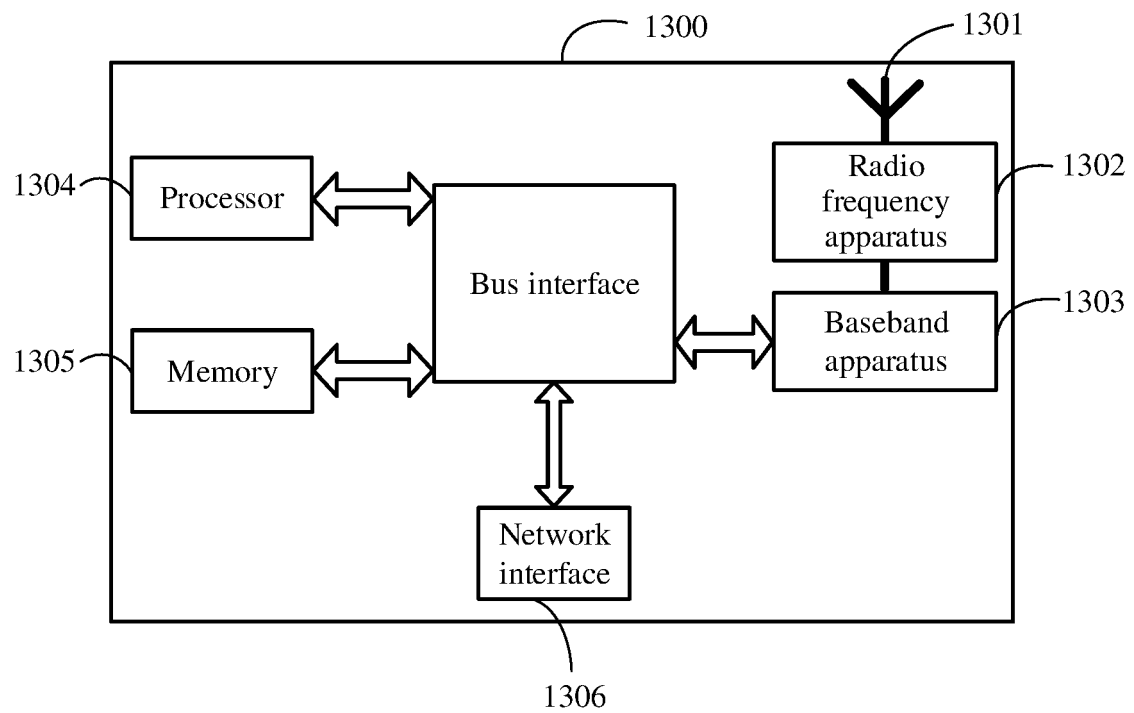 1300
1301
1304
Processor
Radio
frequency
apparatus
1302
Bus interface
1305
Memory
Baseband
apparatus
1303
Network
interface
1306